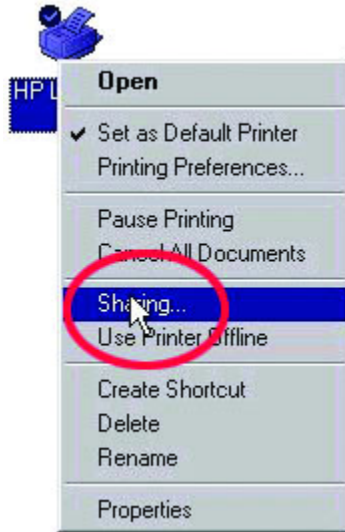 HP L
Open
Set as Default Printer
Printing Preferences...
Pause Printing
Cancel All Documents
Sharing...
Use Printer Offline
Create Shortcut
Delete
Rename
Properties